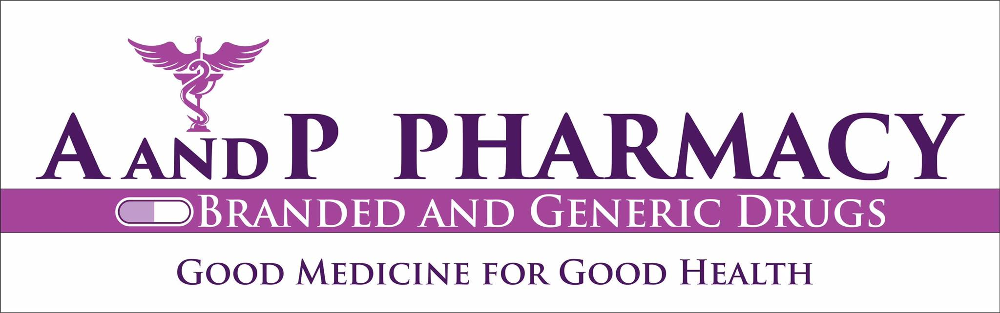 A AND P PHARMACY
BRANDED AND GENERIC DRUGS
GOOD MEDICINE FOR GOOD HEALTH